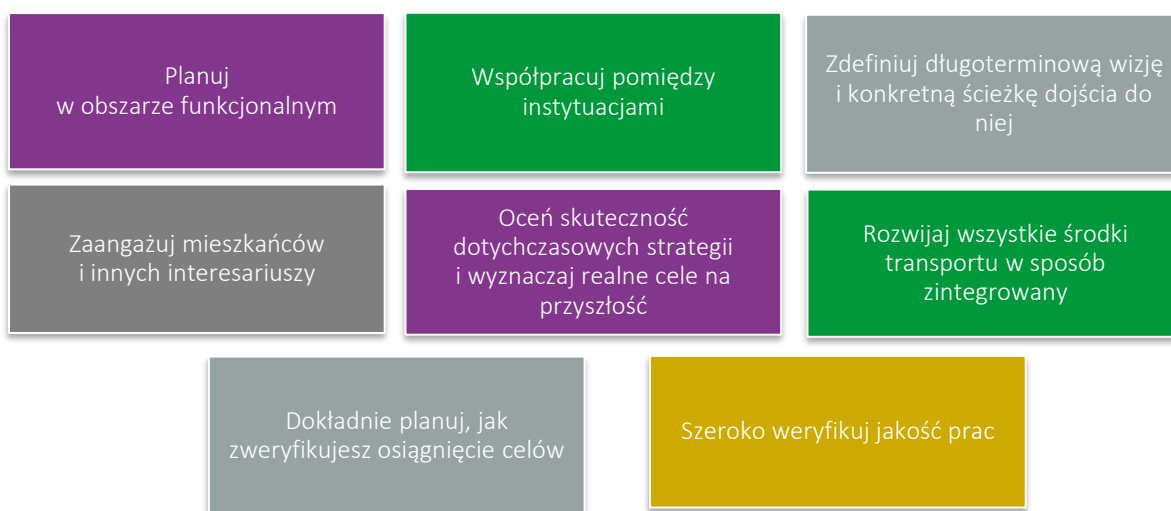 Planuj
w obszarze funkcjonalnym
Współpracuj pomiędzy
instytuacjami
Zdefiniuj długoterminową wizję
i konkretną ścieżkę dojścia do
niej
Zaangażuj mieszkańców
i innych interesariuszy
Oceń skuteczność
dotychczasowych strategii
i wyznaczaj realne cele na
przyszłość
Rozwijaj wszystkie środki
transportu w sposób
zintegrowany
Dokładnie planuj, jak
zweryfikujesz osiągnięcie celów
Szeroko weryfikuj jakość prac